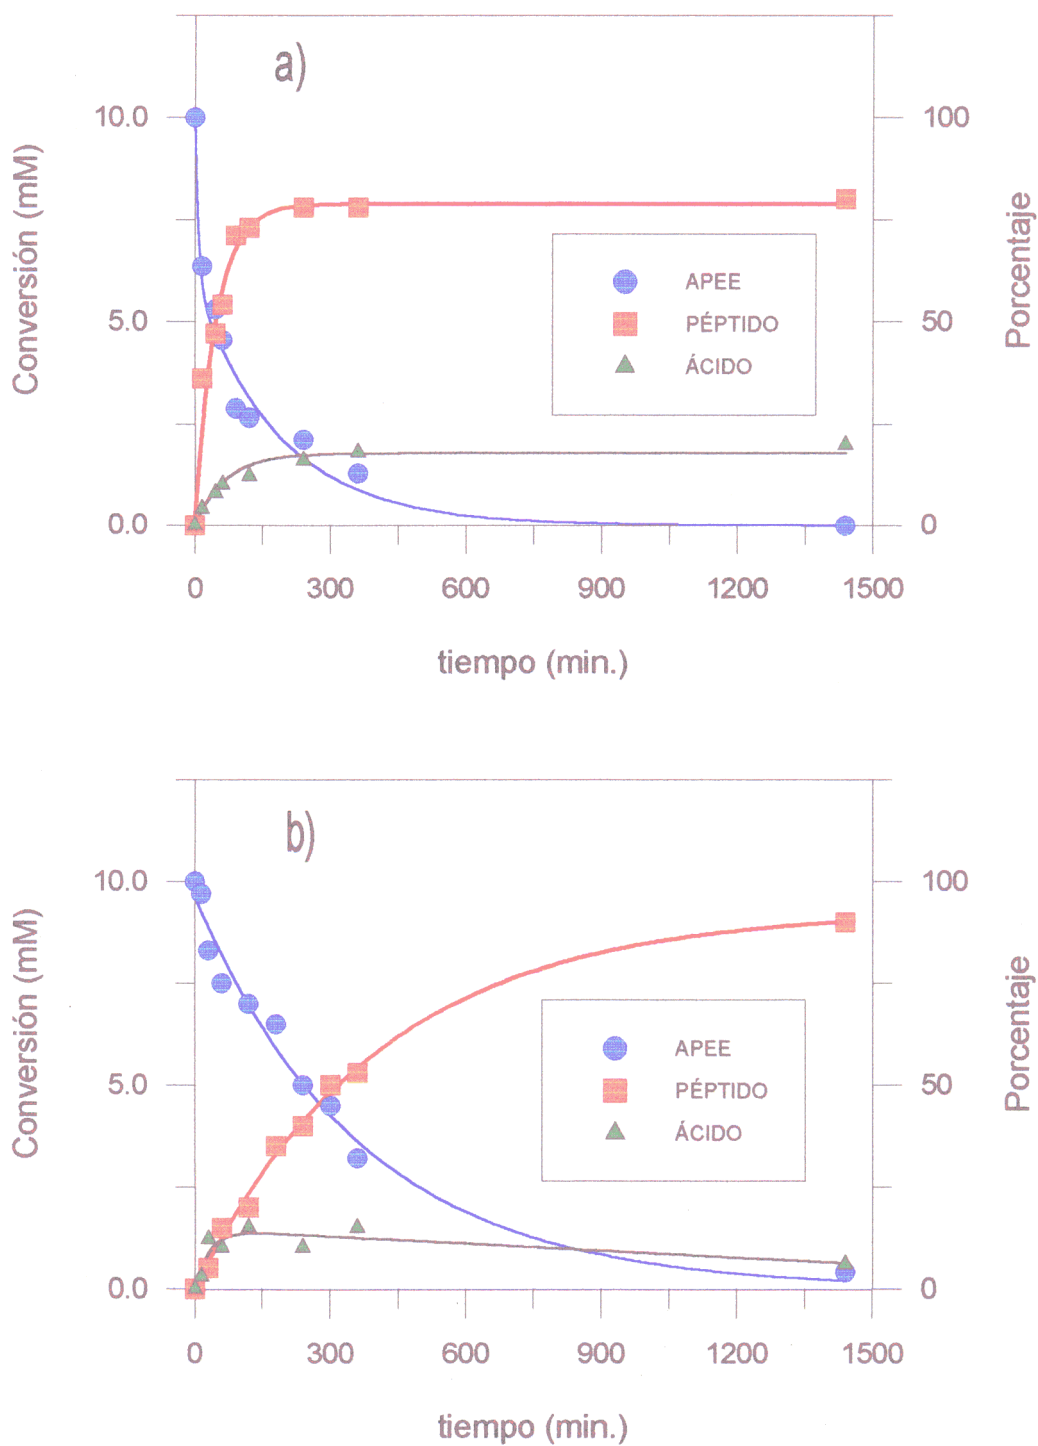 a)
Conversión (mM)
Porcentaje
10.0
5.0
0.0
100
50
0
APEE
PÉPTIDO
ÁCIDO
0 300 600 900 1200 1500
tiempo (min.)
b)
Conversión (mM)
Porcentaje
10.0
5.0
0.0
100
50
0
APEE
PÉPTIDO
ÁCIDO
0 300 600 900 1200 1500
tiempo (min.)